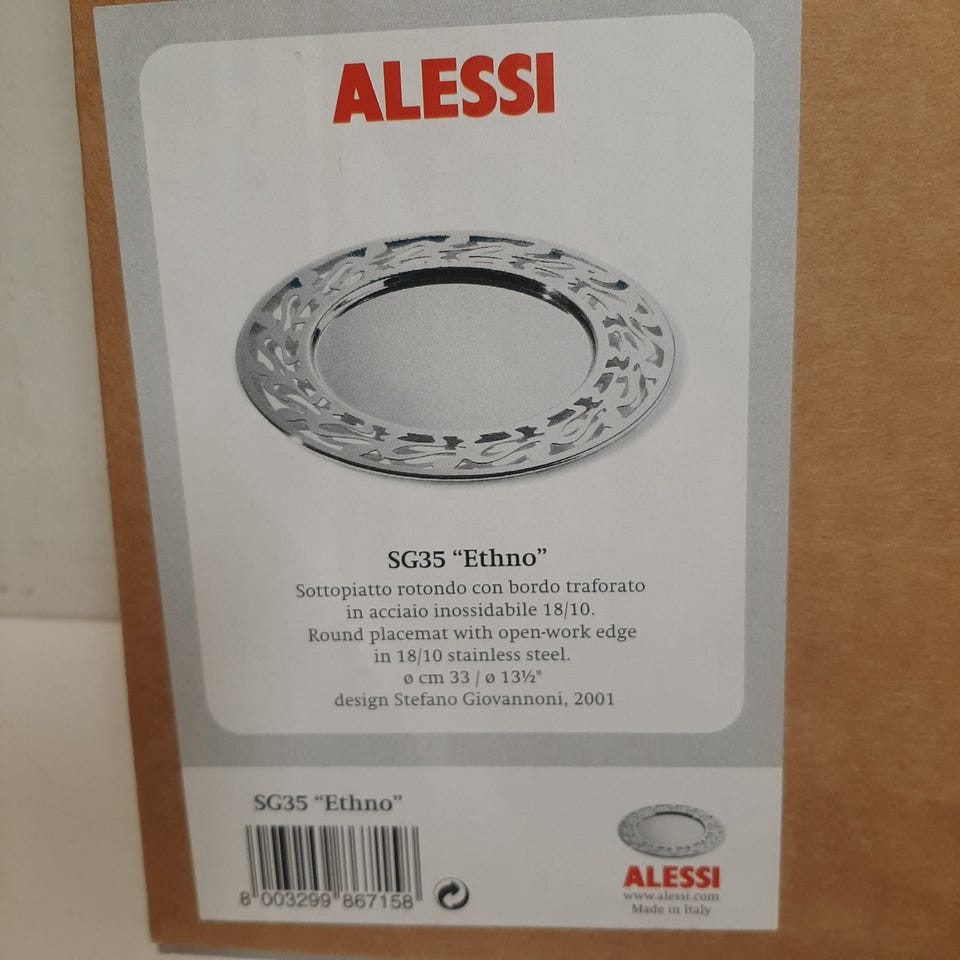 ALESSI
SG35 “Ethno”
Sottopiatto rotondo con bordo traforato
in acciaio inossidabile 18/10.
Round placemat with open-work edge
in 18/10 stainless steel.
ø cm 33 / ø 13½"
design Stefano Giovannoni, 2001
SG35 “Ethno”
8 003299 867158
ALESSI
www.alessi.com
Made in Italy